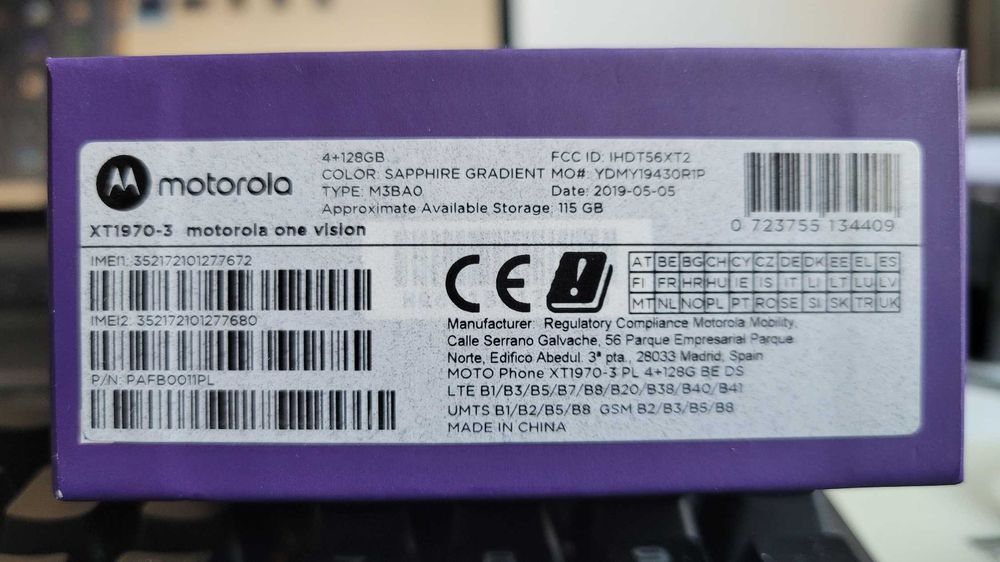 motorola
4+128GB
COLOR: SAPPHIRE GRADIENT
TYPE: M3BA0
Approximate Available Storage: 115 GB
FCC ID: IHDT56XT2
MO#: YDMY19430R1P
Date: 2019-05-05
0 723755 134409
XT1970-3 motorola one vision
IMEI1: 352172101277672
IMEI2: 352172101277680
P/N: PAFB0011PL
CE
AT BE BG CH CY CZ DE DK EE EL ES
FI FR HR HU IE IS IT LI LT LU LV
MT NL NO PL PT RO SE SI SK TR UK
Manufacturer: Regulatory Compliance Motorola Mobility,
Calle Serrano Galvache, 56 Parque Empresarial Parque
Norte, Edifico Abedul. 3ª pta., 28033 Madrid, Spain
MOTO Phone XT1970-3 PL 4+128G BE DS
LTE B1/B3/B5/B7/B8/B20/B38/B40/B41
UMTS B1/B2/B5/B8 GSM B2/B3/B5/B8
MADE IN CHINA